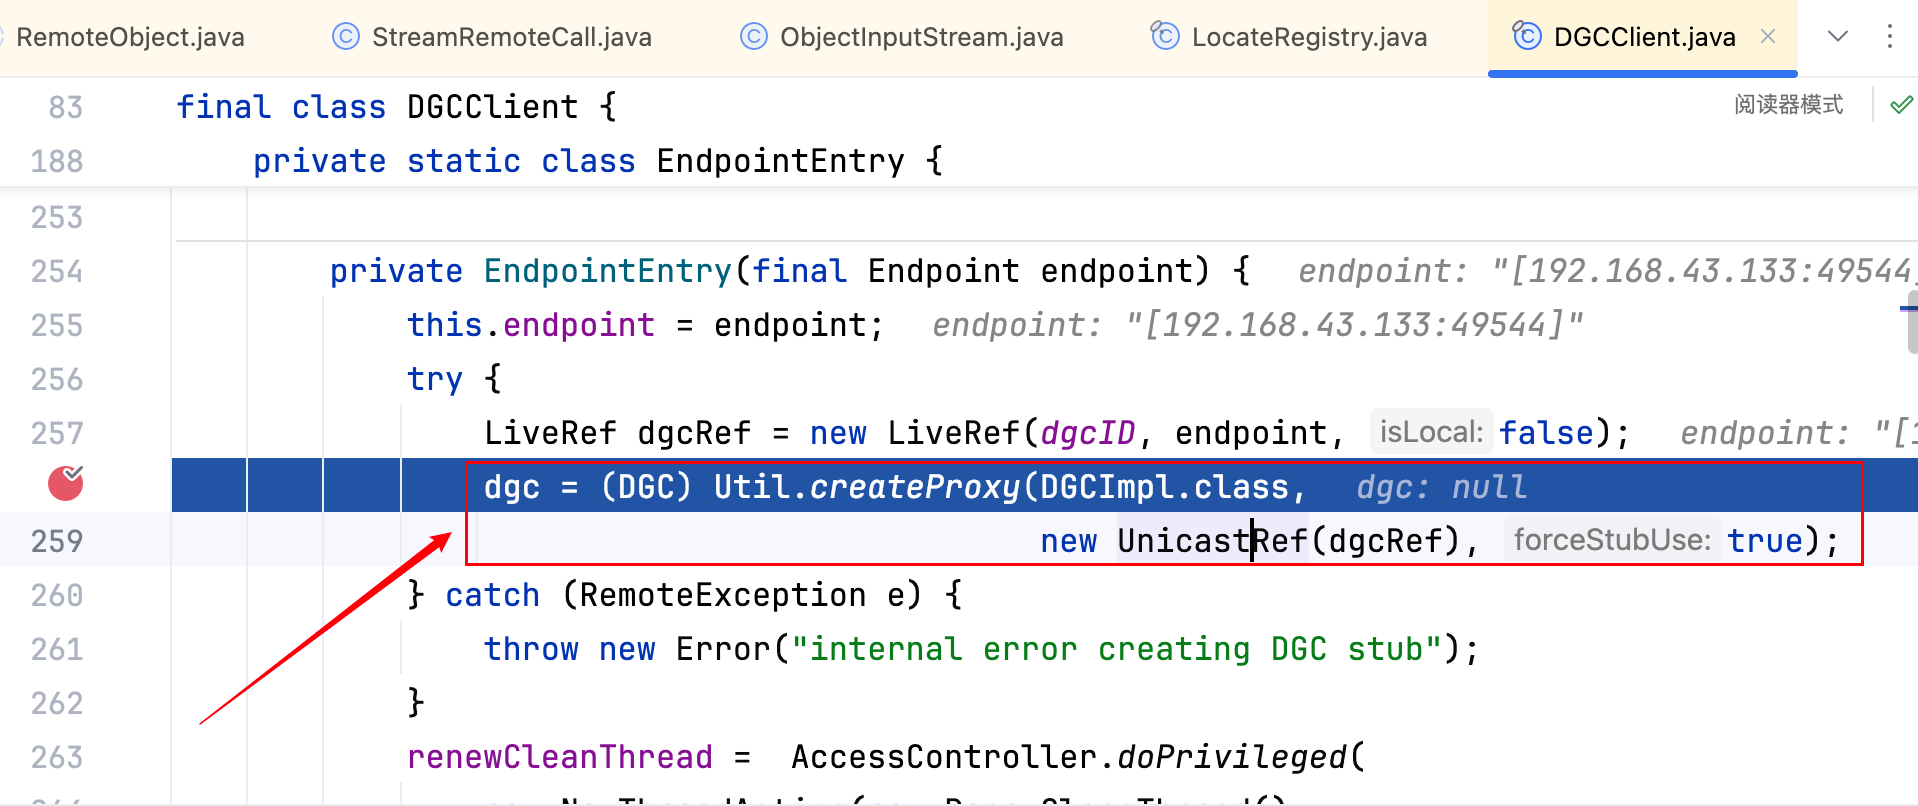 RemoteObject.java StreamRemoteCall.java ObjectInputStream.java LocateRegistry.java DGCClient.java
83 final class DGCClient { 阅读器模式
188 private static class EndpointEntry {
253
254 private EndpointEntry(final Endpoint endpoint) { endpoint: "[192.168.43.133:49544]
255 this.endpoint = endpoint; endpoint: "[192.168.43.133:49544]"
256 try {
257 LiveRef dgcRef = new LiveRef(dgcID, endpoint, isLocal: false); endpoint: "[1
dgc = (DGC) Util.createProxy(DGCImpl.class, dgc: null
259 new UnicastRef(dgcRef), forceStubUse: true);
260 } catch (RemoteException e) {
261 throw new Error("internal error creating DGC stub");
262 }
263 renewCleanThread = AccessController.doPrivileged(